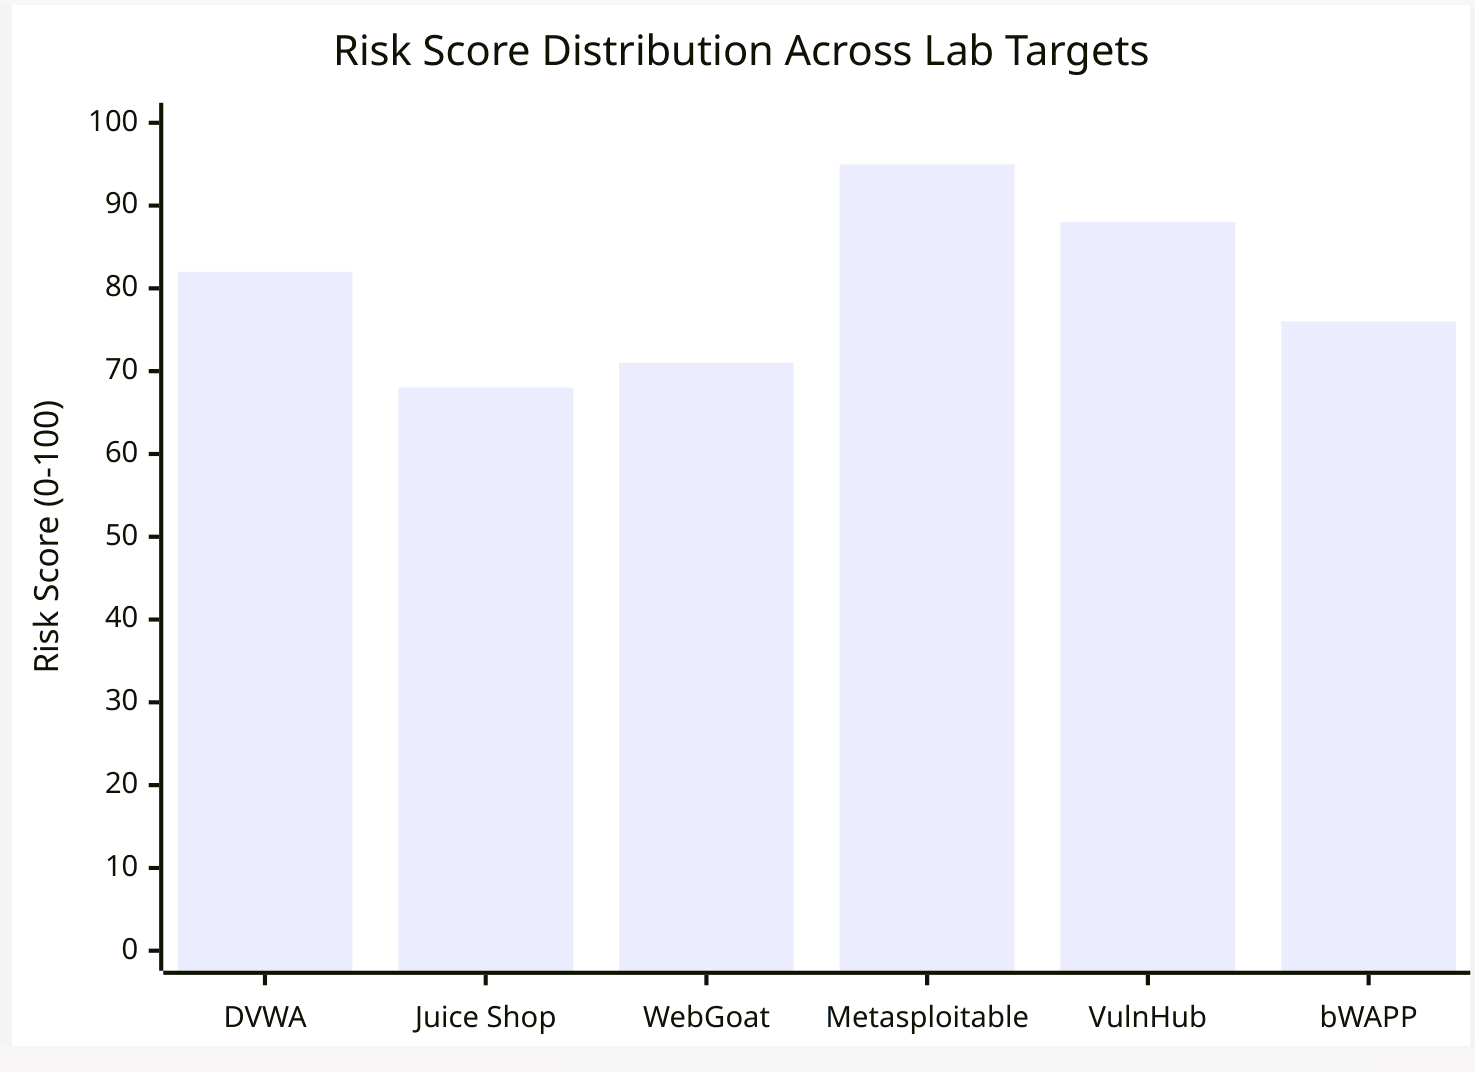 Risk Score Distribution Across Lab Targets
100
90
80
70
60
50
40
30
20
10
0
Risk Score (0-100)
DVWA
Juice Shop
WebGoat
Metasploitable
VulnHub
bWAPP